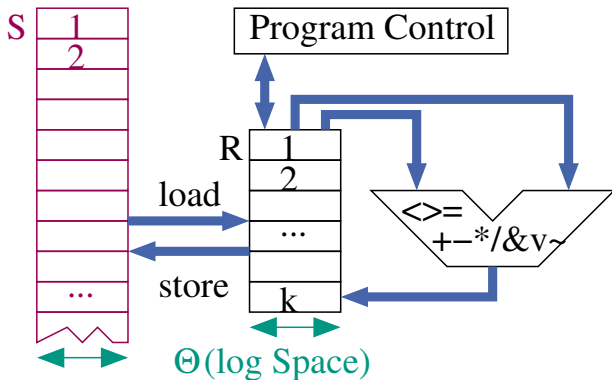 S
1
2
...
Program Control
R
1
2
...
k
load
store
<>=
+−*/&v~
Θ(log Space)